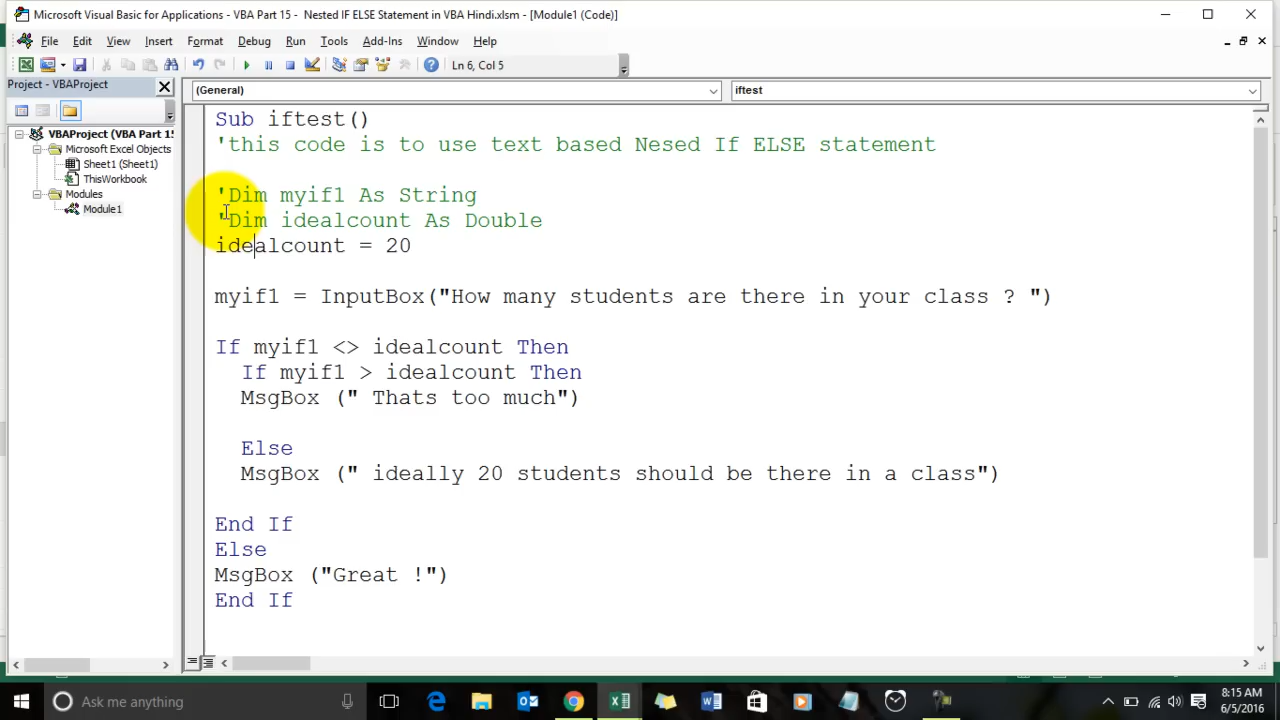 Microsoft Visual Basic for Applications - VBA Part 15 - Nested IF ELSE Statement in VBA Hindi.xlsm - [Module1 (Code)]
File Edit View Insert Format Debug Run Tools Add-Ins Window Help
Ln 6, Col 5
Project - VBAProject
(General) iftest
VBAProject (VBA Part 15
Microsoft Excel Objects
Sheet1 (Sheet1)
ThisWorkbook
Modules
Module1
Sub iftest()
'this code is to use text based Nesed If ELSE statement
'Dim myif1 As String
'Dim idealcount As Double
idealcount = 20
myif1 = InputBox("How many students are there in your class ? ")
If myif1 <> idealcount Then
If myif1 > idealcount Then
MsgBox (" Thats too much")
Else
MsgBox (" ideally 20 students should be there in a class")
End If
Else
MsgBox ("Great !")
End If
Ask me anything
8:15 AM
6/5/2016